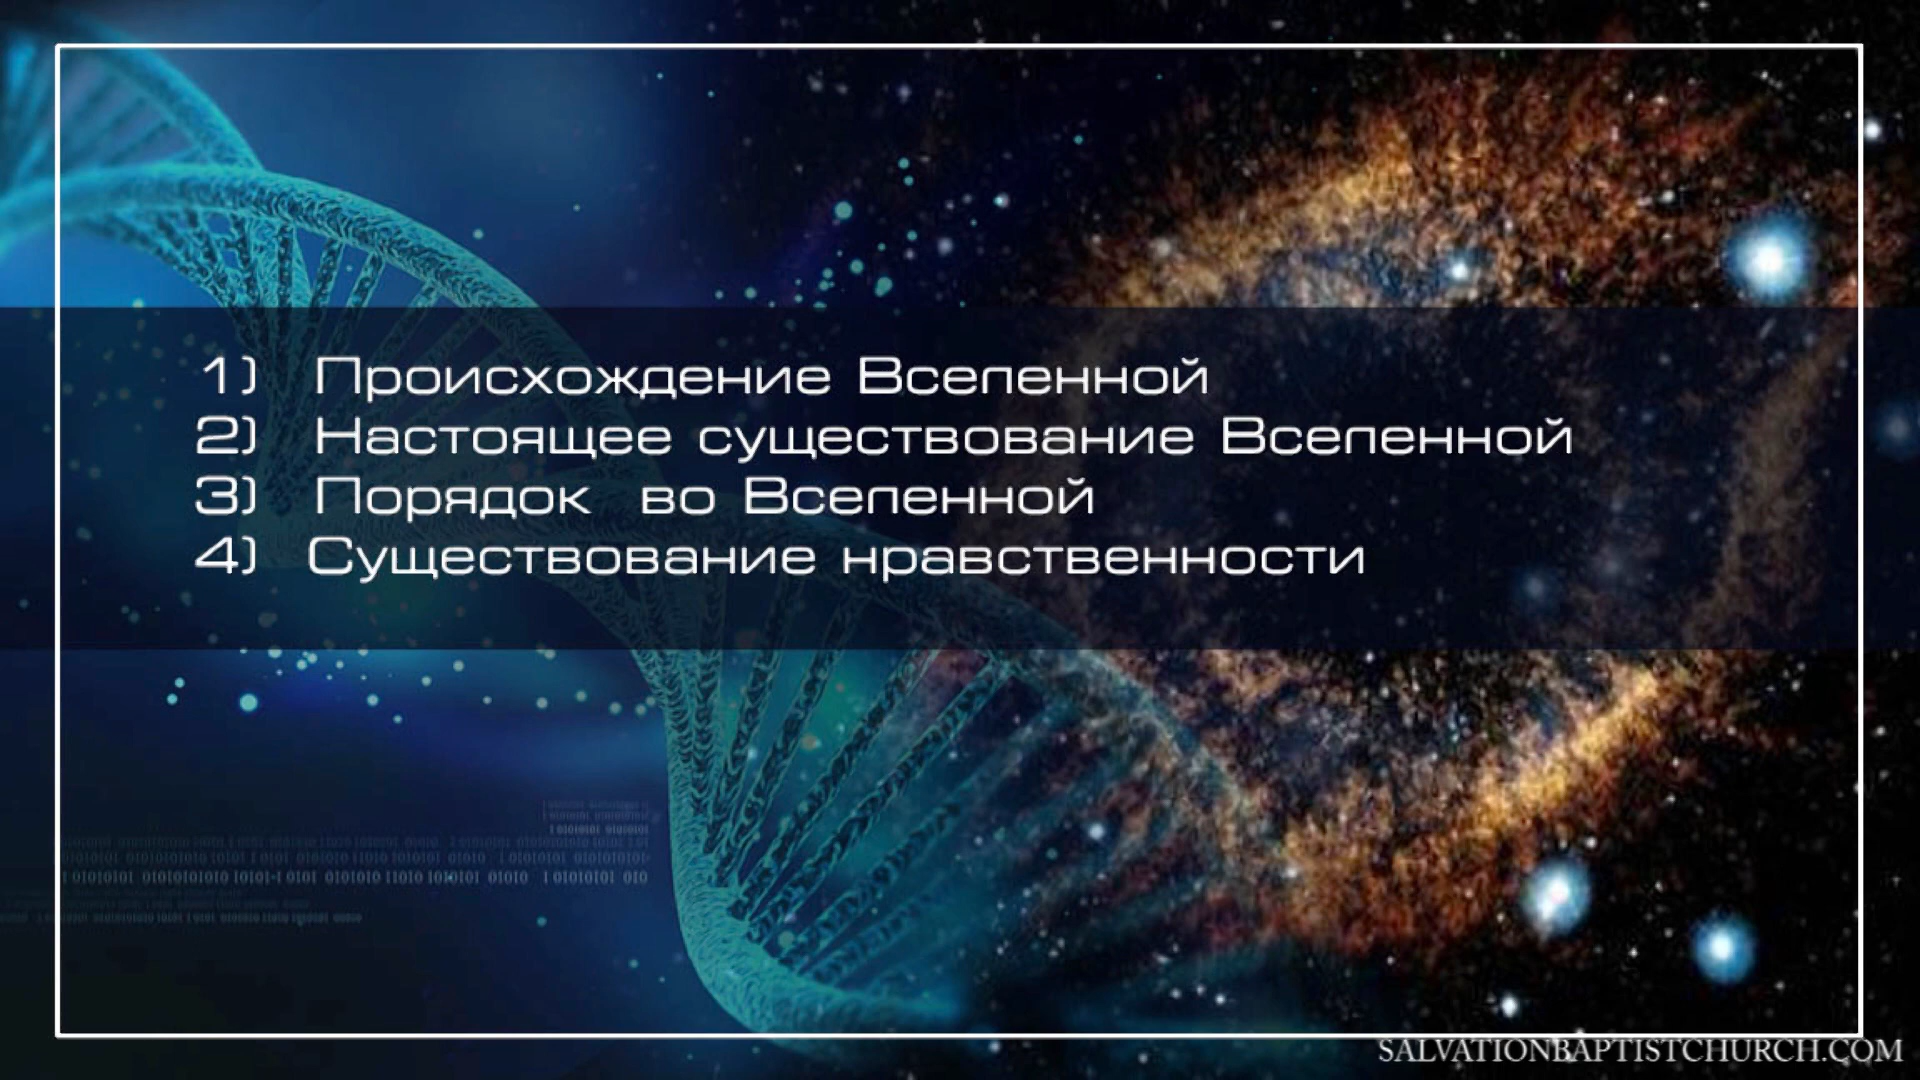 1) Происхождение Вселенной
2) Настоящее существование Вселенной
3) Порядок во Вселенной
4) Существование нравственности
SALVATIONBAPTISTCHURCH.COM